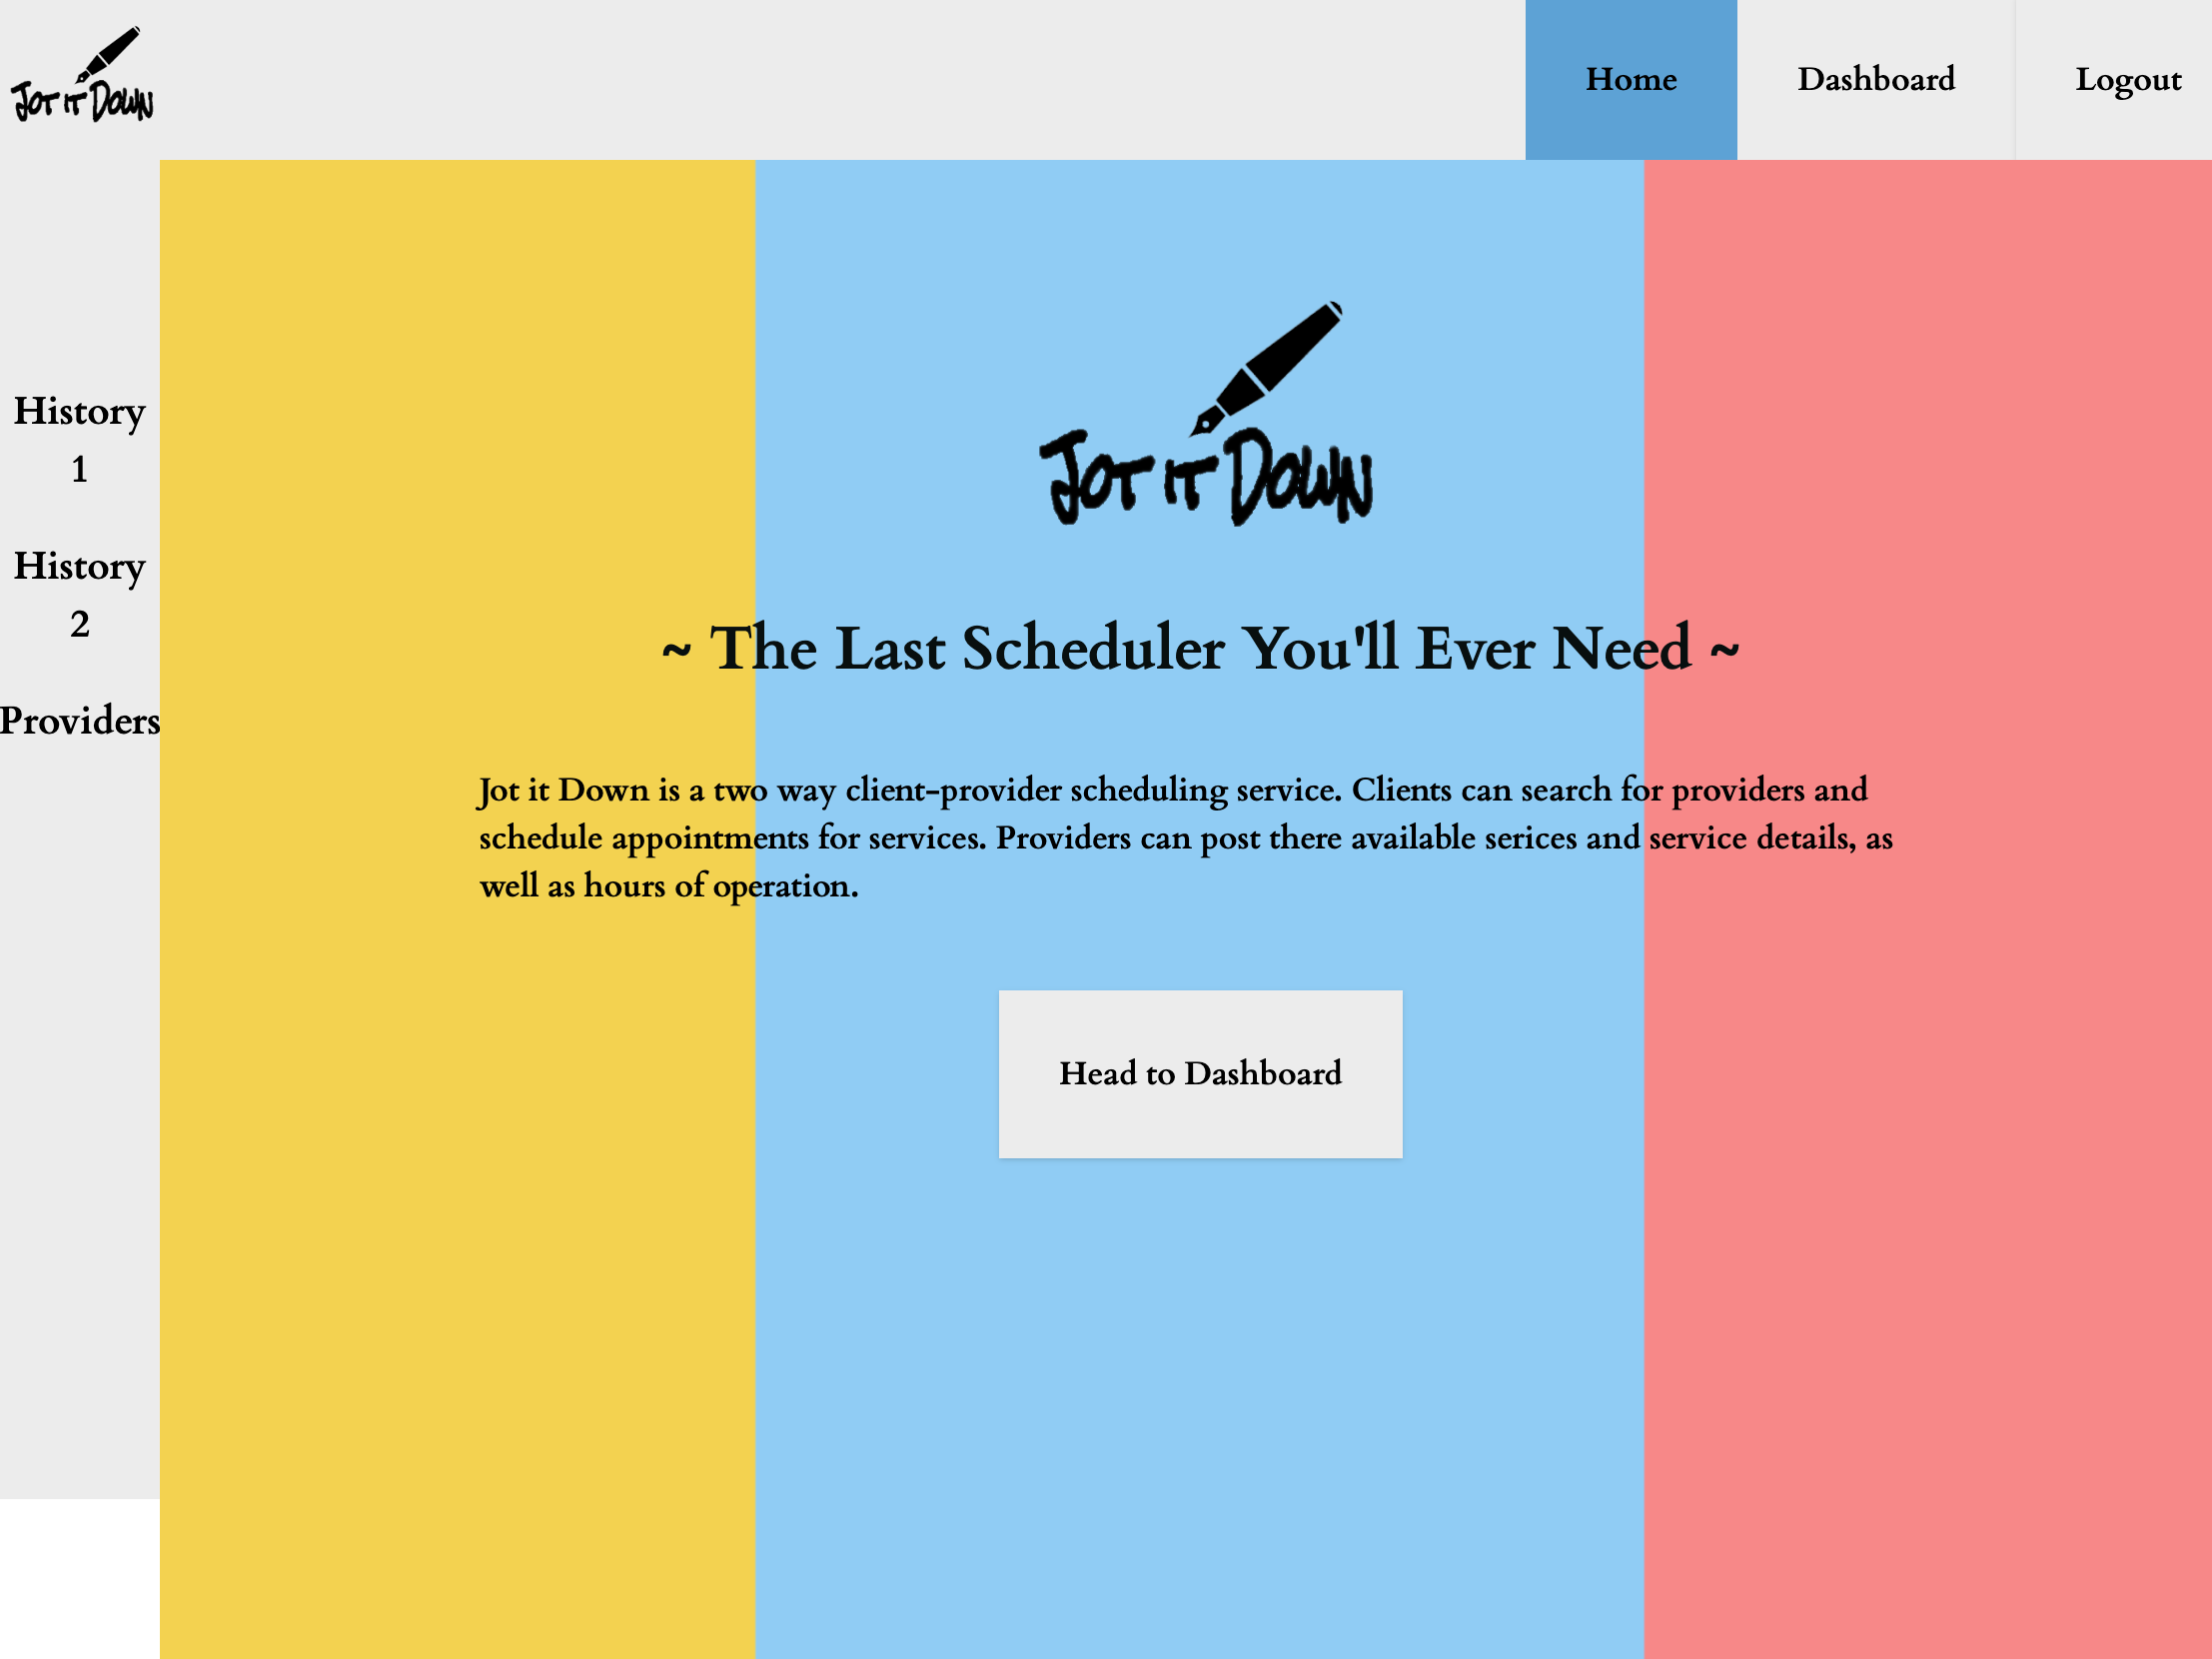 Jot it Down
Home
Dashboard
Logout
History
1
History
2
Providers
Jot it Down
~ The Last Scheduler You'll Ever Need ~
Jot it Down is a two way client-provider scheduling service. Clients can search for providers and
schedule appointments for services. Providers can post there available serices and service details, as
well as hours of operation.
Head to Dashboard